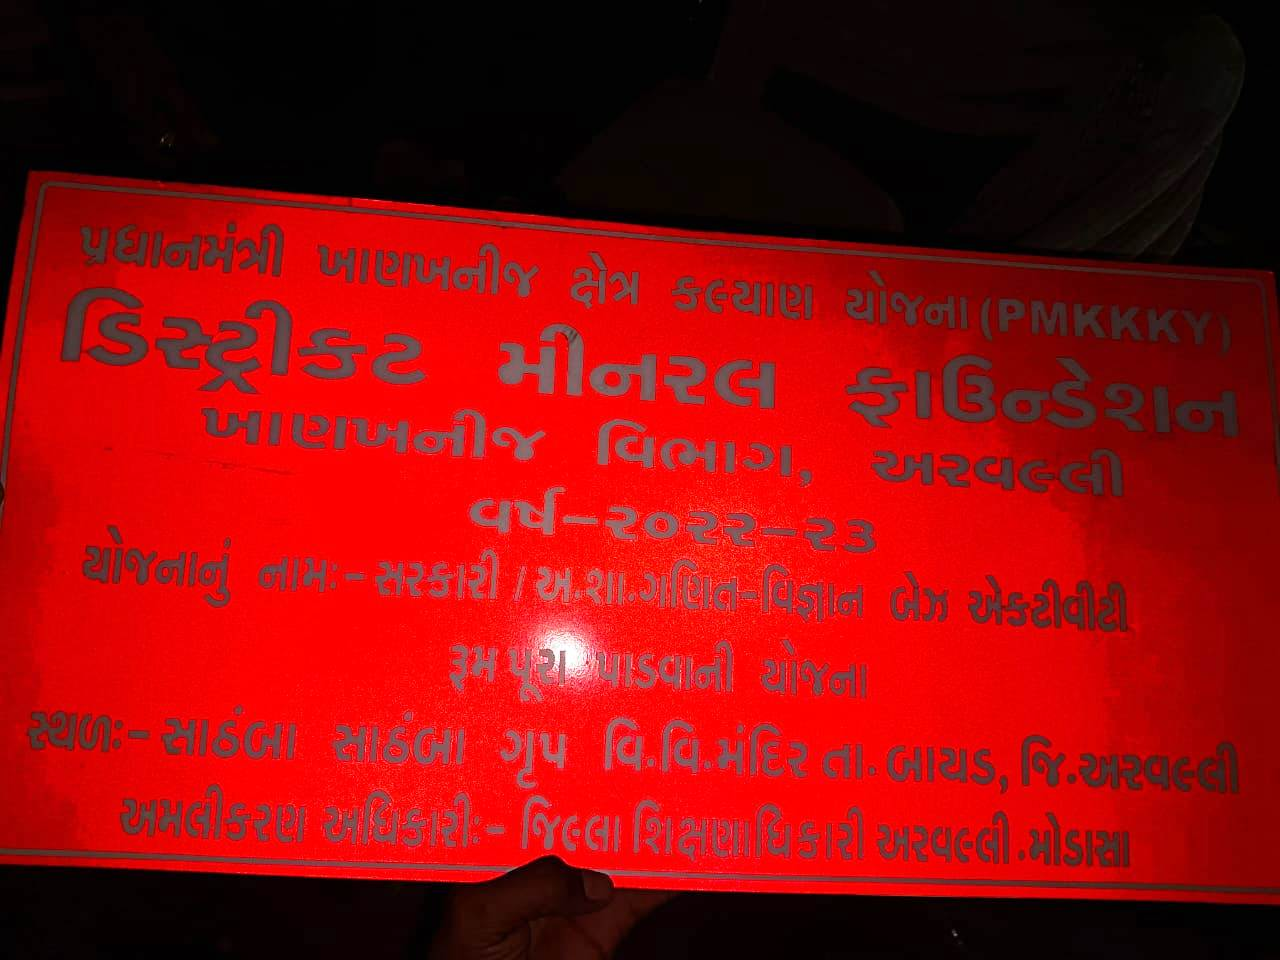 પ્રધાનમંત્રી ખાણખનીજ ક્ષેત્ર કલ્યાણ યોજના (PMKKKY)
ડિસ્ટ્રીકટ મીનરલ ફાઉન્ડેશન
ખાણખનીજ વિભાગ, અરવલ્લી
વર્ષ-૨૦૨૨-૨૩
યોજનાનું નામઃ- સરકારી / અ.શા.ગણિત-વિજ્ઞાન બેઝ એકટીવીટી
રૂમ પૂરા પાડવાની યોજના
સ્થળઃ- સાઠંબા સાઠંબા ગૃપ વિ.વિ.મંદિર તા.બાયડ, જિ.અરવલ્લી
અમલીકરણ અધિકારીઃ- જિલ્લા શિક્ષણાધિકારી અરવલ્લી.મોડાસા